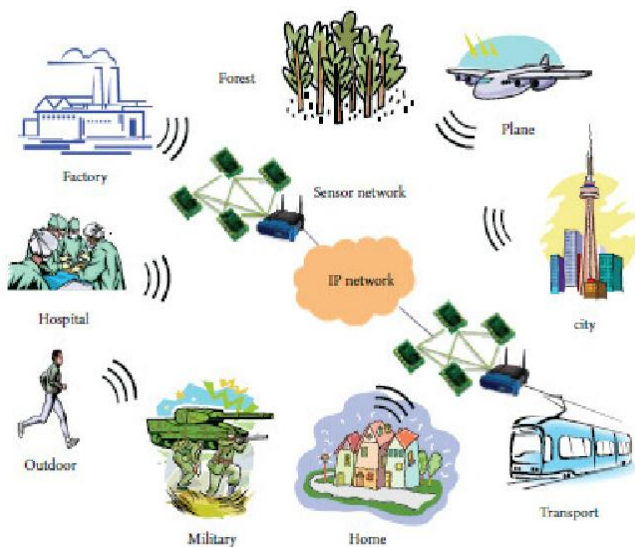 Forest
Plane
Factory
Sensor network
IP network
Hospital
city
Outdoor
Military
Home
Transport